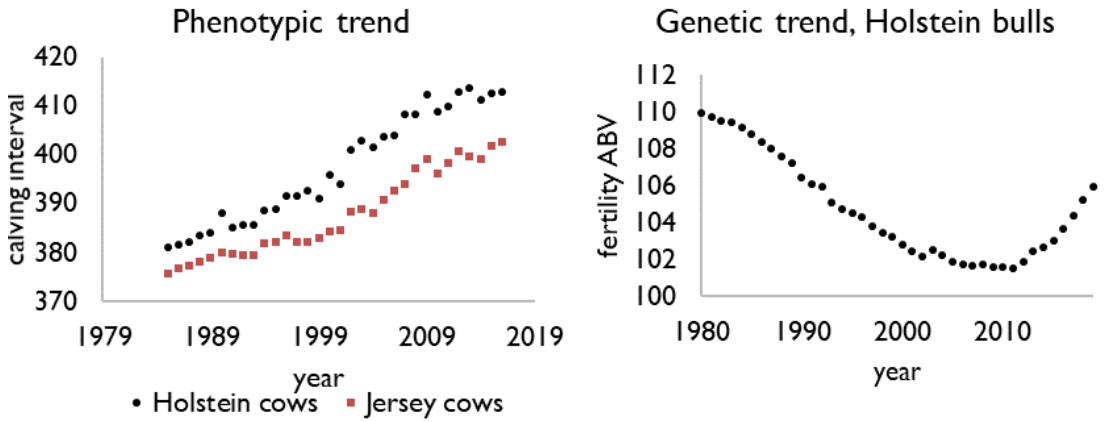 Phenotypic trend
420
410
400
390
380
370
calving interval
1979 1989 1999 2009 2019
year
Holstein cows Jersey cows
Genetic trend, Holstein bulls
112
110
108
106
104
102
100
fertility ABV
1980 1990 2000 2010
year